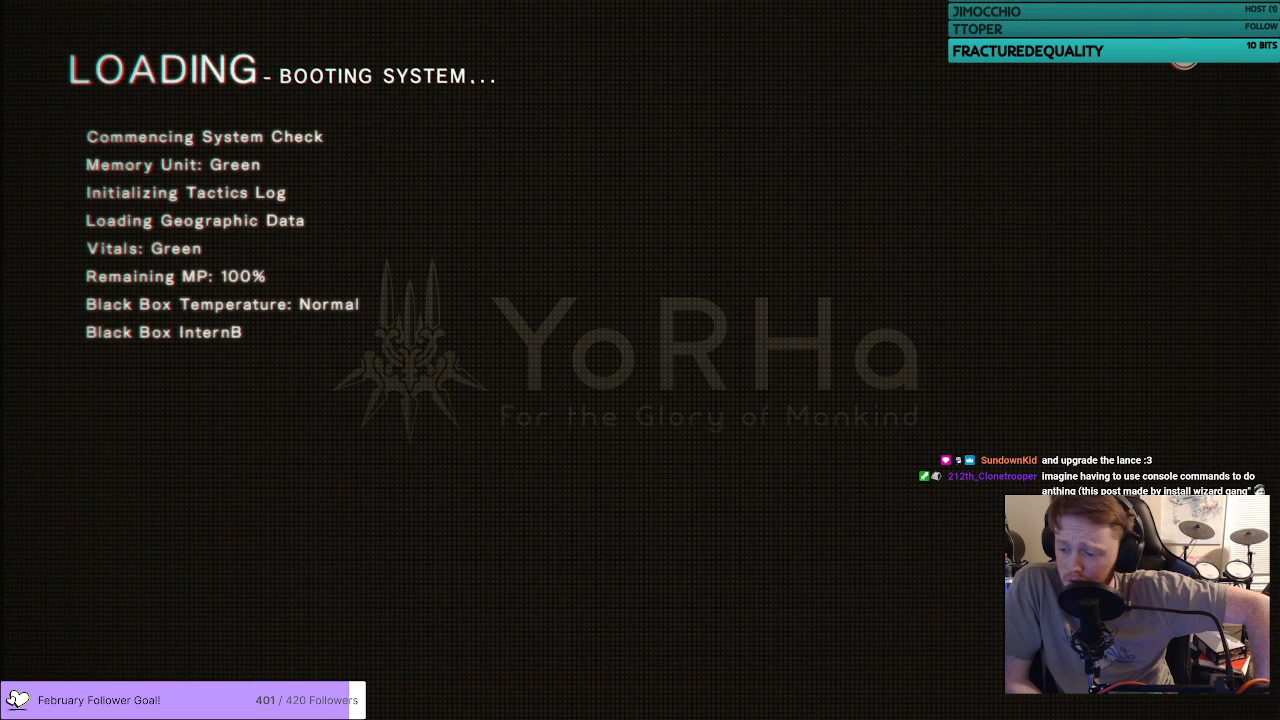 JIMOCCHIO HOST (1)
TTOPER FOLLOW
FRACTUREDEQUALITY 10 BITS
LOADING - BOOTING SYSTEM...
Commencing System Check
Memory Unit: Green
Initializing Tactics Log
Loading Geographic Data
Vitals: Green
Remaining MP: 100%
Black Box Temperature: Normal
Black Box InternB
YoRHa
For the Glory of Mankind
SundownKid and upgrade the lance :3
212th_Clonetrooper Imagine having to use console commands to do
anthing (this post made by install wizard gang"
February Follower Goal! 401 / 420 Followers